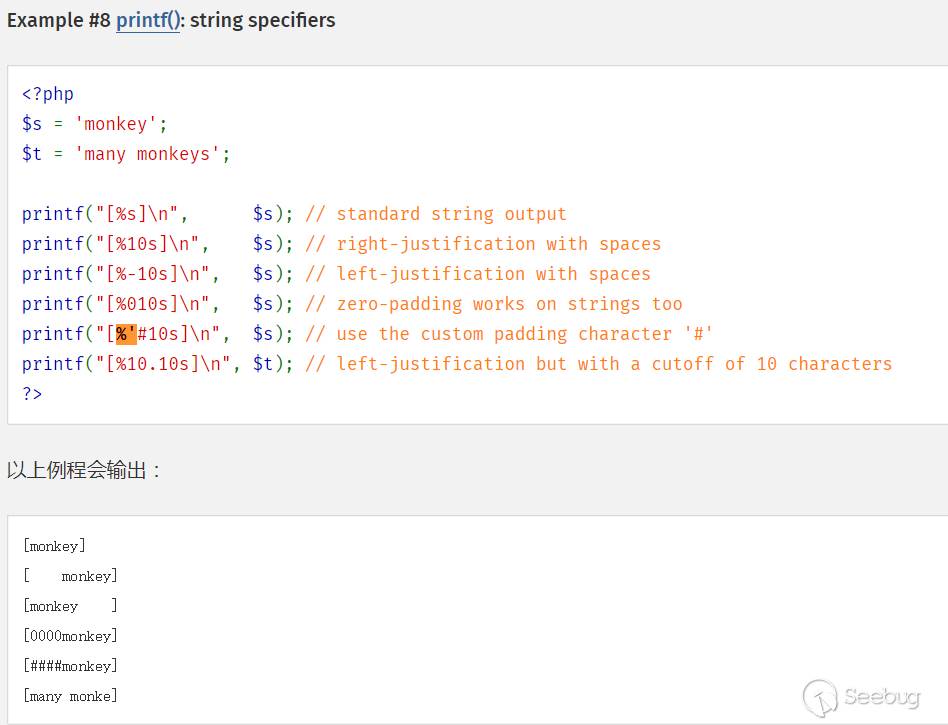 Example #8 printf(): string specifiers
<?php
$s = 'monkey';
$t = 'many monkeys';
printf("[%s]\n",      $s); // standard string output
printf("[%10s]\n",    $s); // right-justification with spaces
printf("[%-10s]\n",   $s); // left-justification with spaces
printf("[%010s]\n",   $s); // zero-padding works on strings too
printf("[%'#10s]\n",  $s); // use the custom padding character '#'
printf("[%10.10s]\n", $t); // left-justification but with a cutoff of 10 characters
?>
以上例程会输出：
[monkey]
[    monkey]
[monkey    ]
[0000monkey]
[####monkey]
[many monke]
Seebug